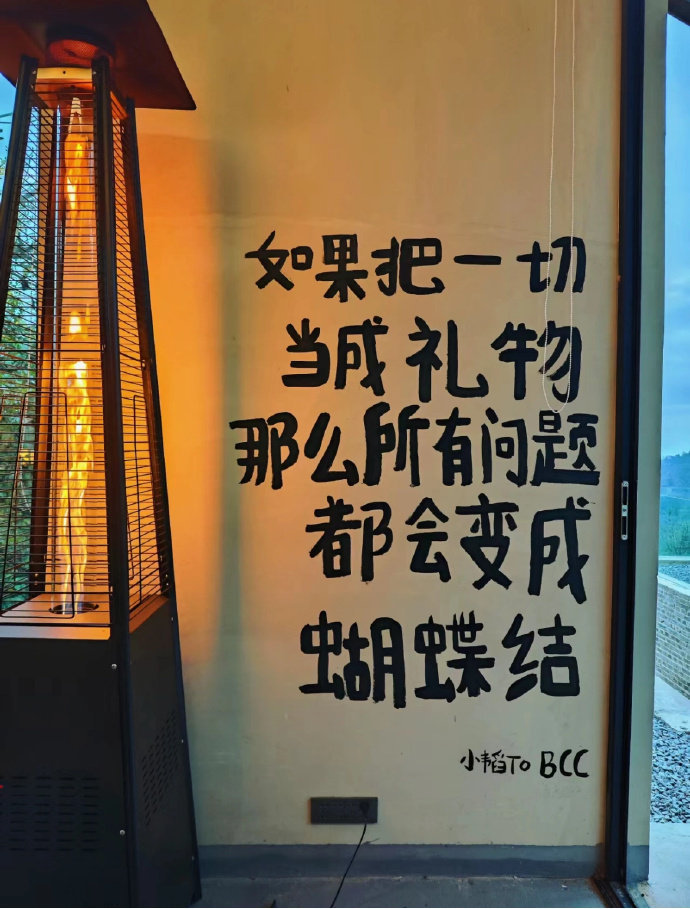 如果把一切
当成礼物
那么所有问题
都会变成
蝴蝶结
小韬To BCC